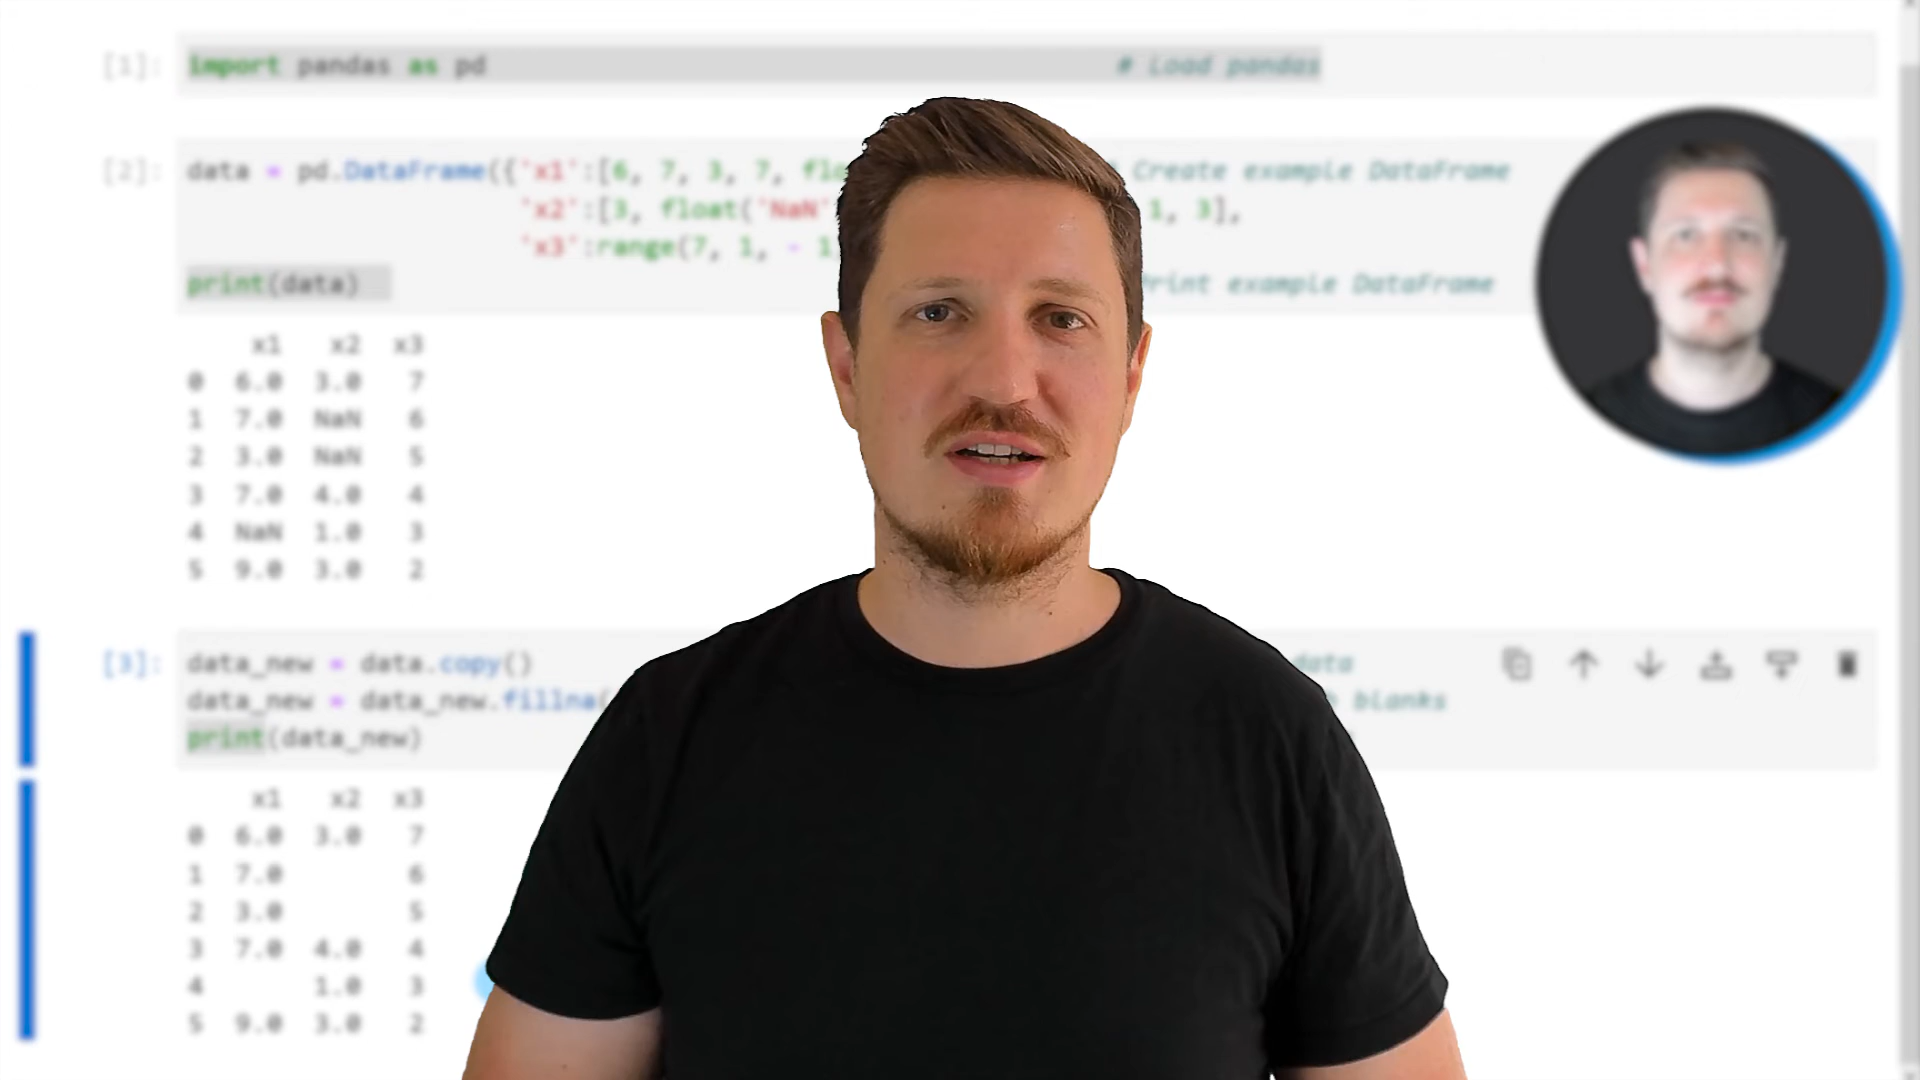 [1]: import pandas as pd # Load pandas
[2]: data = pd.DataFrame({'x1':[6, 7, 3, 7, Create example DataFrame
'x2':[3, float('NaN' 1, 3],
'x3':range(7, 1, - 1
print(data) Print example DataFrame
x1 x2 x3
0 6.0 3.0 7
1 7.0 NaN 6
2 3.0 NaN 5
3 7.0 4.0 4
4 NaN 1.0 3
5 9.0 3.0 2
[3]: data_new = data.copy() data
data_new = data_new.fillna( blanks
print(data_new)
x1 x2 x3
0 6.0 3.0 7
1 7.0 6
2 3.0 5
3 7.0 4.0 4
4 1.0 3
5 9.0 3.0 2